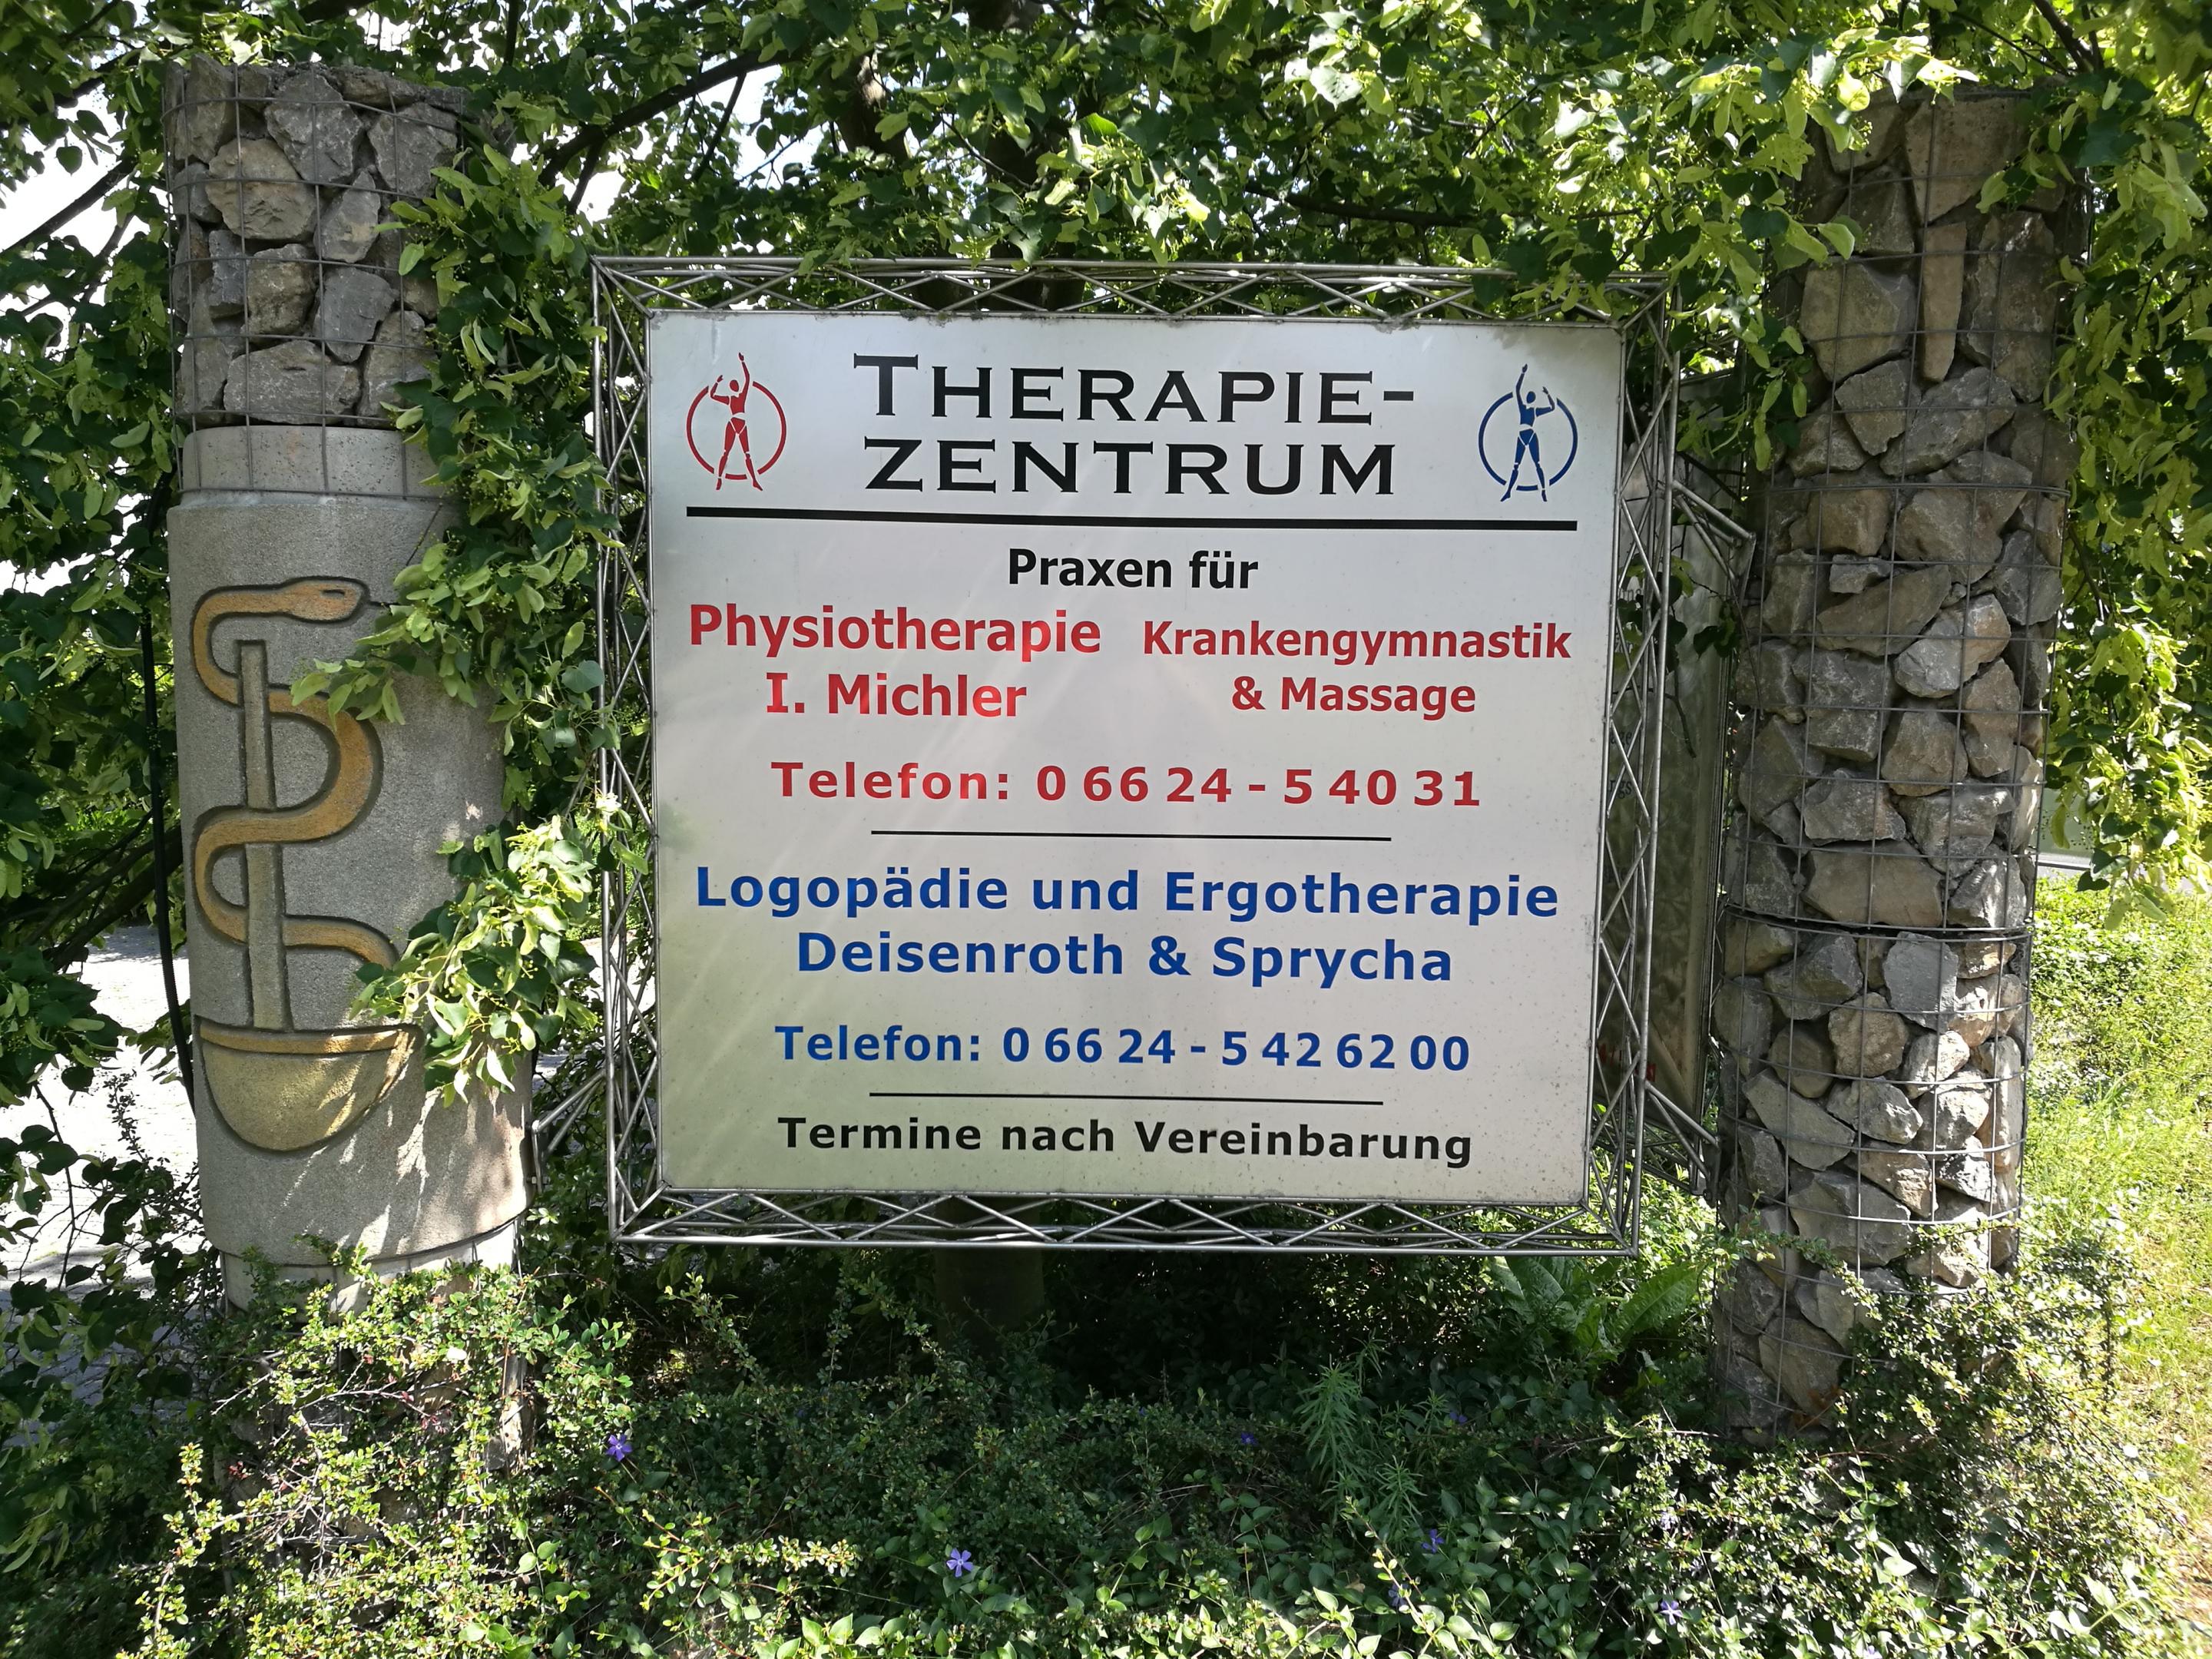 THERAPIE-
ZENTRUM
Praxen für
Physiotherapie
I. Michler
Krankengymnastik
& Massage
Telefon: 0 66 24 - 5 40 31
Logopädie und Ergotherapie
Deisenroth & Sprycha
Telefon: 0 66 24 - 5 42 62 00
Termine nach Vereinbarung